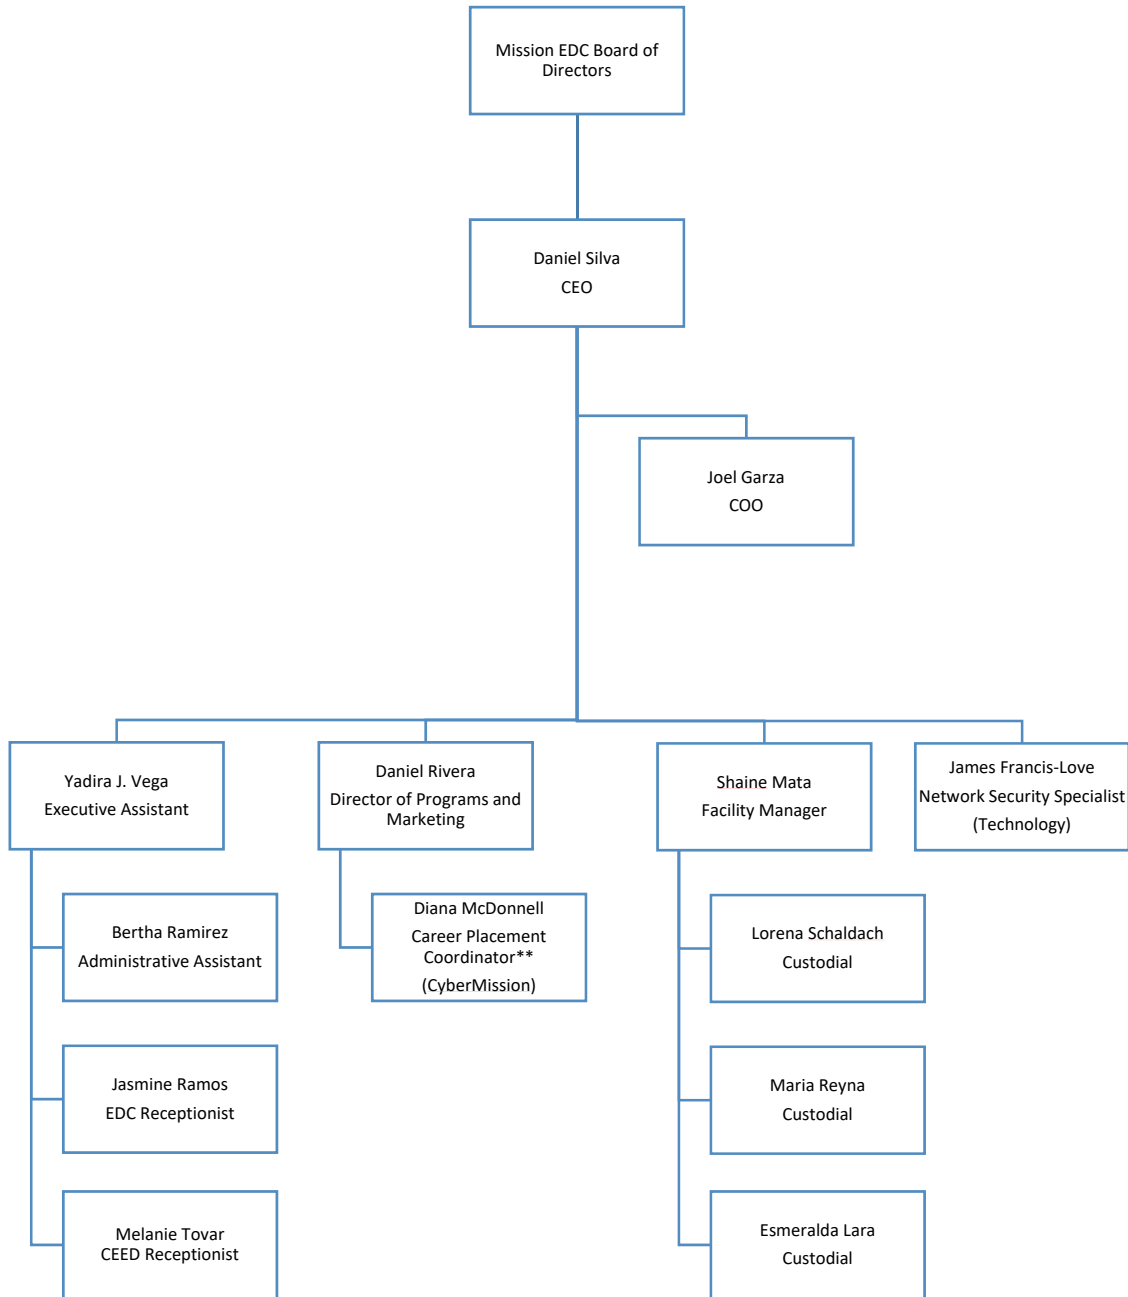 Mission EDC Board of
Directors
Daniel Silva
CEO
Joel Garza
COO
Yadira J. Vega
Executive Assistant
Daniel Rivera
Director of Programs and
Marketing
Shaine Mata
Facility Manager
James Francis-Love
Network Security Specialist
(Technology)
Bertha Ramirez
Administrative Assistant
Diana McDonnell
Career Placement
Coordinator**
(CyberMission)
Lorena Schaldach
Custodial
Jasmine Ramos
EDC Receptionist
Maria Reyna
Custodial
Melanie Tovar
CEED Receptionist
Esmeralda Lara
Custodial